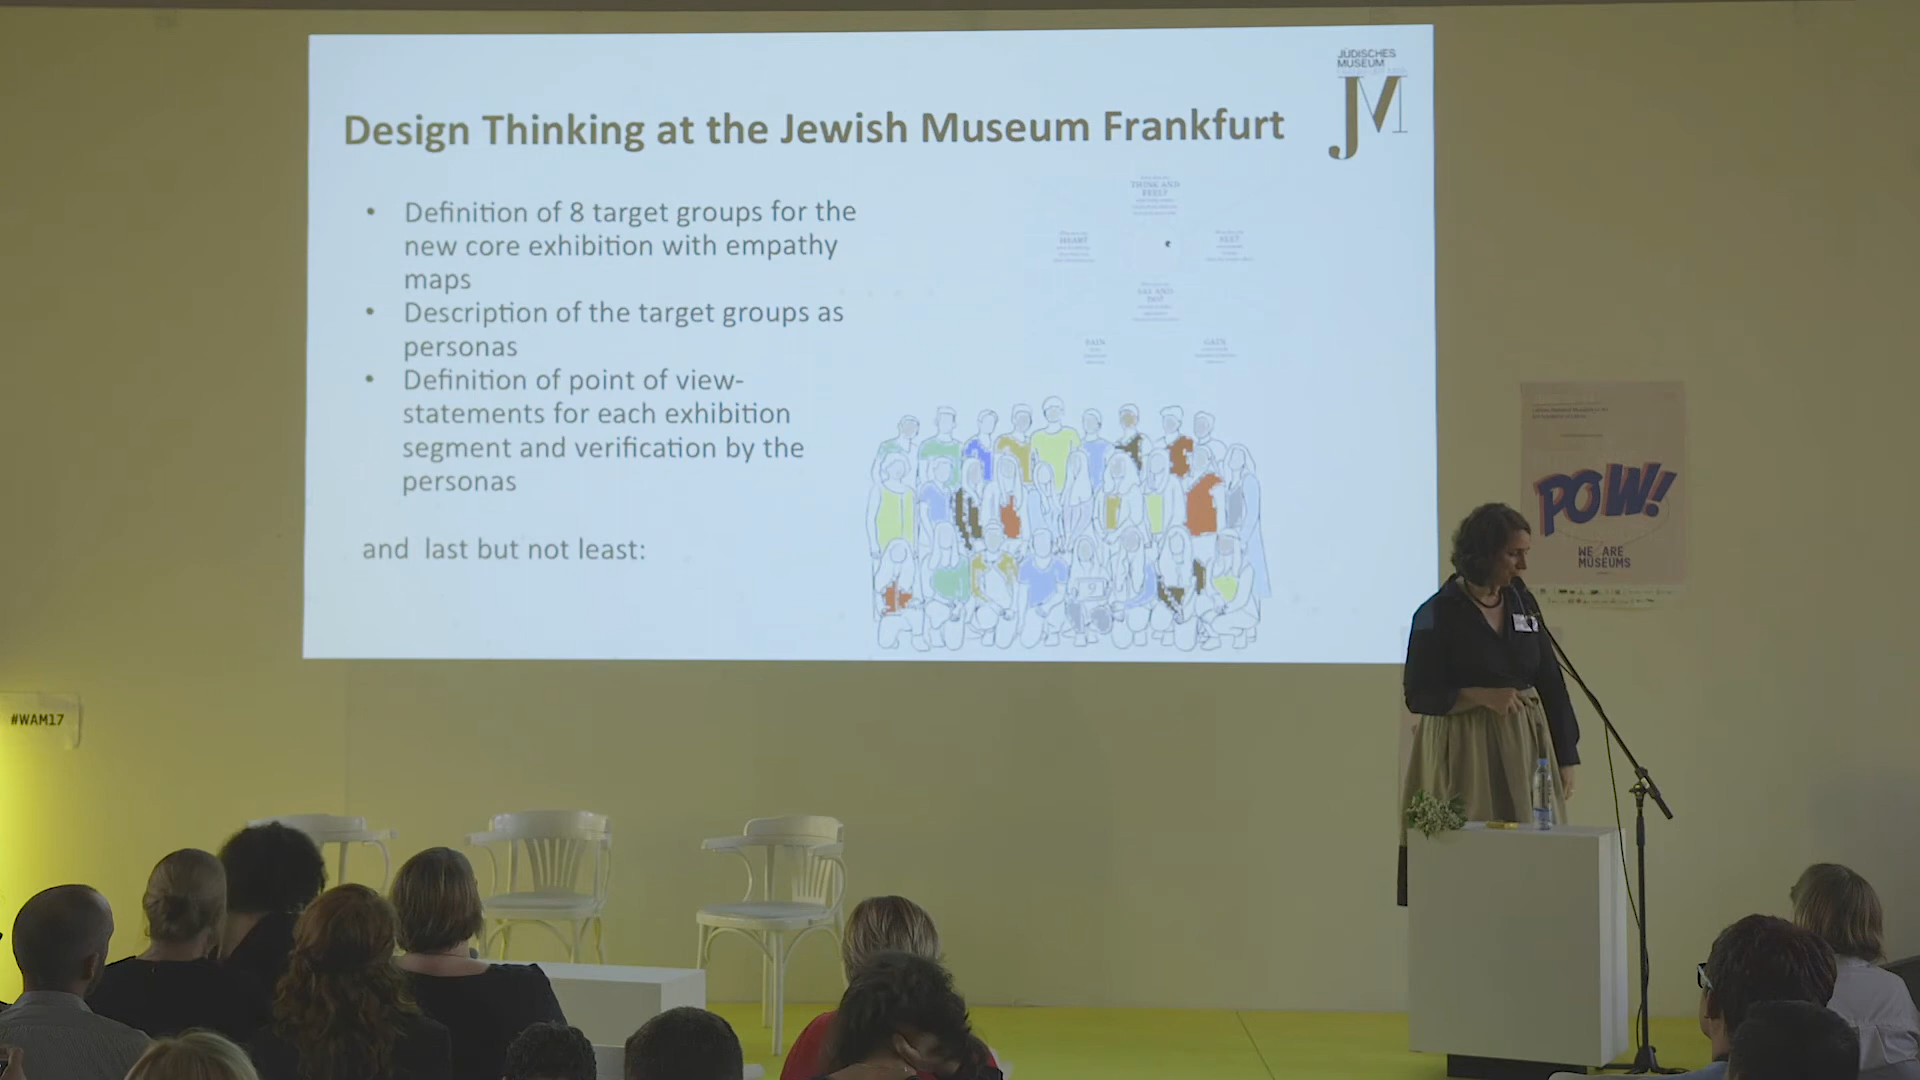 JÜDISCHES
MUSEUM
JM
Design Thinking at the Jewish Museum Frankfurt
• Definition of 8 target groups for the
new core exhibition with empathy
maps
• Description of the target groups as
personas
• Definition of point of view-
statements for each exhibition
segment and verification by the
personas
and last but not least:
THINK AND
FEEL?
HEAR?
SAY AND
DO?
PAIN
GAIN
POW!
WE ARE
MUSEUMS
#WAM17